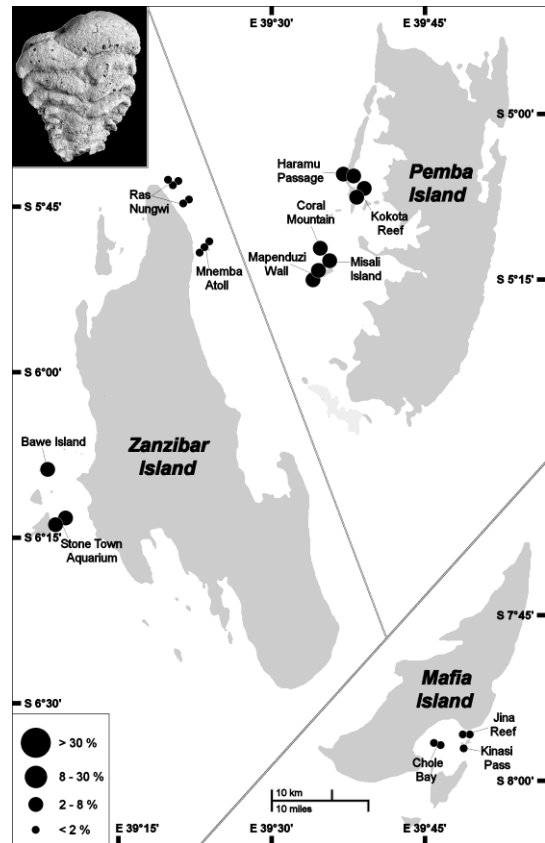 E 39°30'
E 39°45'
S 5°00'
Haramu
Passage
Pemba
Island
Kokota
Reef
Coral
Mountain
Mapenduzi
Wall
Misali
Island
S 5°15'
S 5°45'
Ras
Nungwi
Mnemba
Atoll
S 6°00'
Bawe Island
Zanzibar
Island
Stone Town
Aquarium
S 6°15'
S 6°30'
S 7°45'
Mafia
Island
Jina
Reef
Chole
Bay
Kinasi
Pass
S 8°00'
> 30 %
8 - 30 %
2 - 8 %
< 2 %
10 km
10 miles
E 39°15'
E 39°30'
E 39°45'